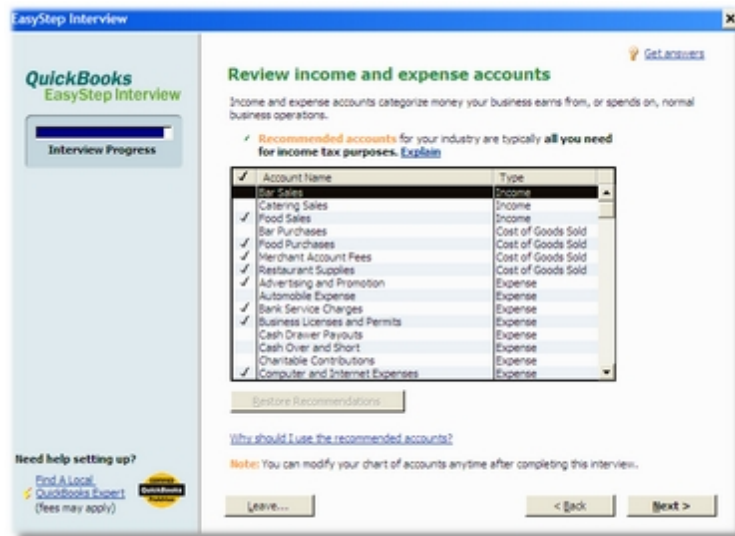 EasyStep Interview
Get answers
QuickBooks
EasyStep Interview
Interview Progress
Review income and expense accounts
Income and expense accounts categorize money your business earns from, or spends on, normal
business operations.
✓ Recommended accounts for your industry are typically all you need
for income tax purposes. Explain
✓ Account Name Type
Bar Sales Income
Catering Sales Income
✓ Food Sales Income
Bar Purchases Cost of Goods Sold
✓ Food Purchases Cost of Goods Sold
✓ Merchant Account Fees Cost of Goods Sold
✓ Restaurant Supplies Cost of Goods Sold
✓ Advertising and Promotion Expense
Automobile Expense Expense
✓ Bank Service Charges Expense
✓ Business Licenses and Permits Expense
Cash Drawer Payouts Expense
Cash Over and Short Expense
Charitable Contributions Expense
✓ Computer and Internet Expenses Expense
Restore Recommendations
Why should I use the recommended accounts?
Note: You can modify your chart of accounts anytime after completing this interview.
Need help setting up?
Find A Local
QuickBooks Expert
(fees may apply)
QuickBooks
Leave...
< Back
Next >